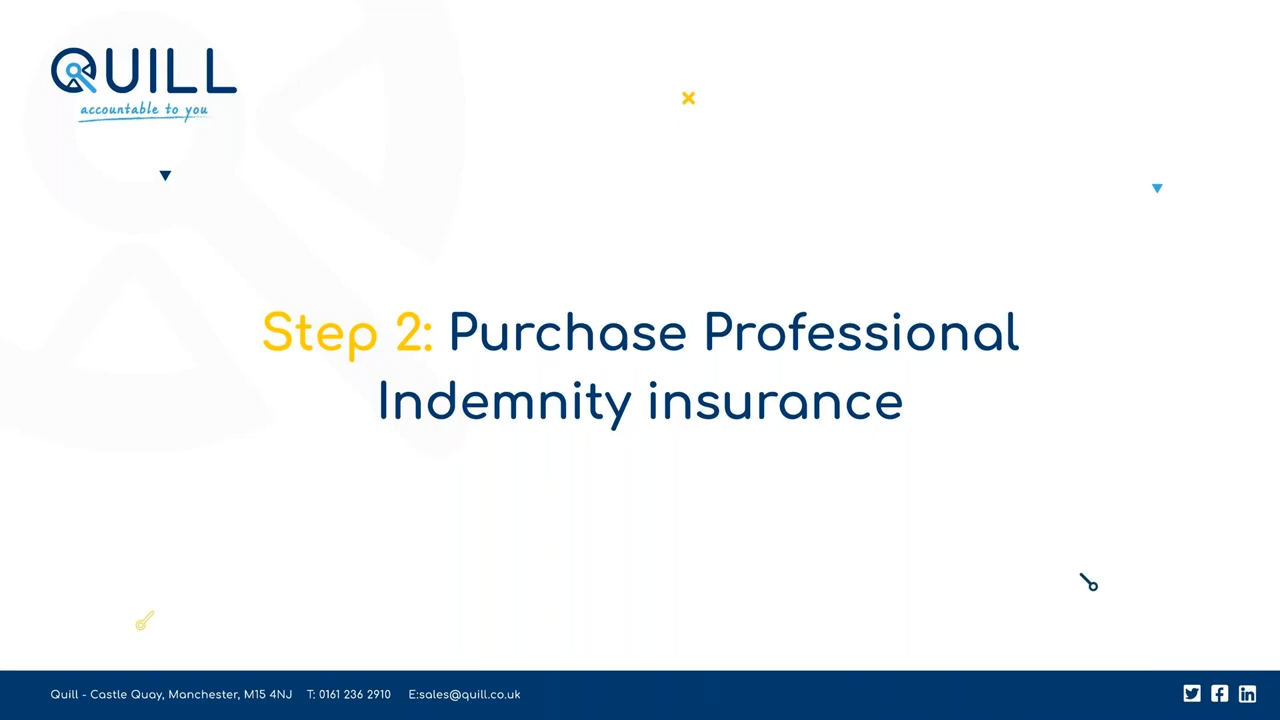 QUILL
accountable to you
Step 2: Purchase Professional
Indemnity insurance
Quill - Castle Quay, Manchester, M15 4NJ T: 0161 236 2910 E:sales@quill.co.uk